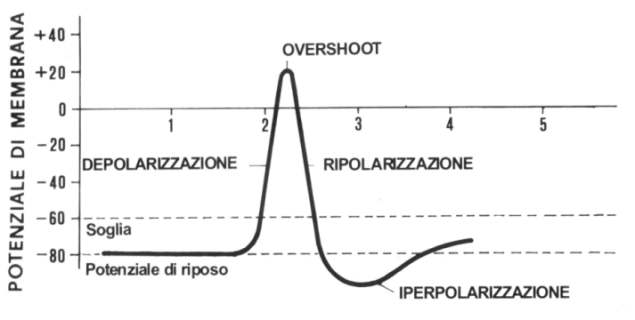 POTENZIALE DI MEMBRANA
+40
OVERSHOOT
+20
0
1
2
3
4
5
-20
DEPOLARIZZAZIONE
RIPOLARIZZAZIONE
-40
-60
Soglia
-80
Potenziale di riposo
IPERPOLARIZZAZIONE